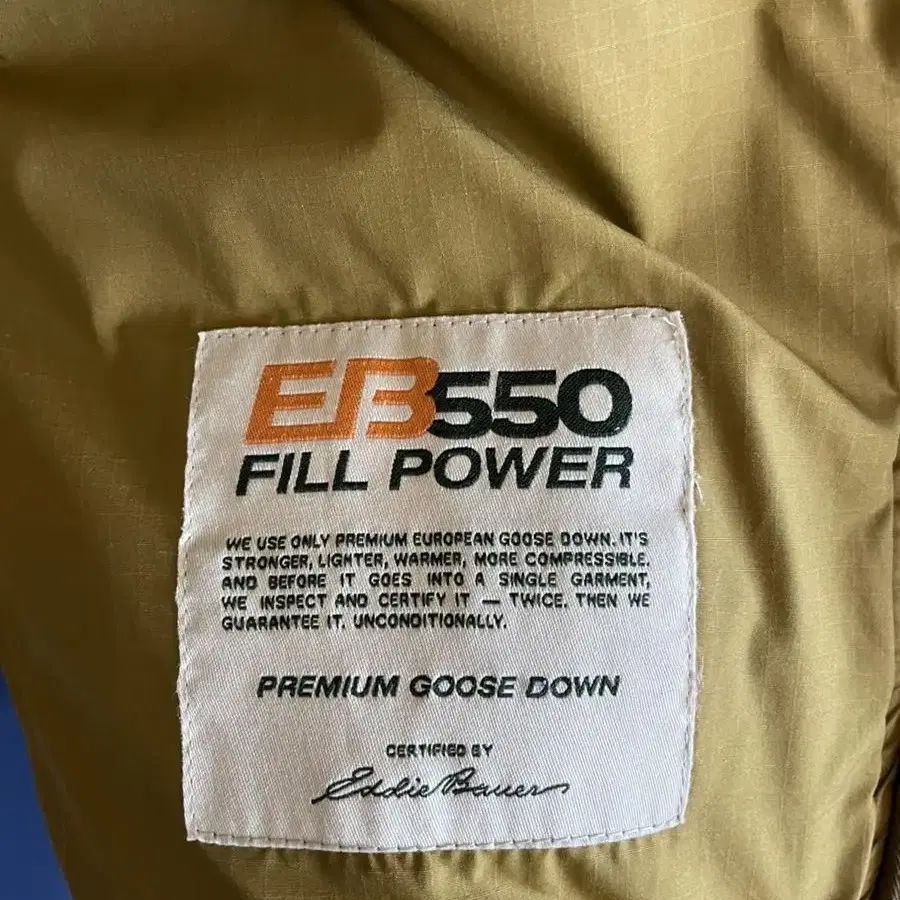 EB550
FILL POWER
WE USE ONLY PREMIUM EUROPEAN GOOSE DOWN. IT'S
STRONGER, LIGHTER, WARMER, MORE COMPRESSIBLE.
AND BEFORE IT GOES INTO A SINGLE GARMENT,
WE INSPECT AND CERTIFY IT — TWICE. THEN WE
GUARANTEE IT. UNCONDITIONALLY.
PREMIUM GOOSE DOWN
CERTIFIED BY
Eddie Bauer